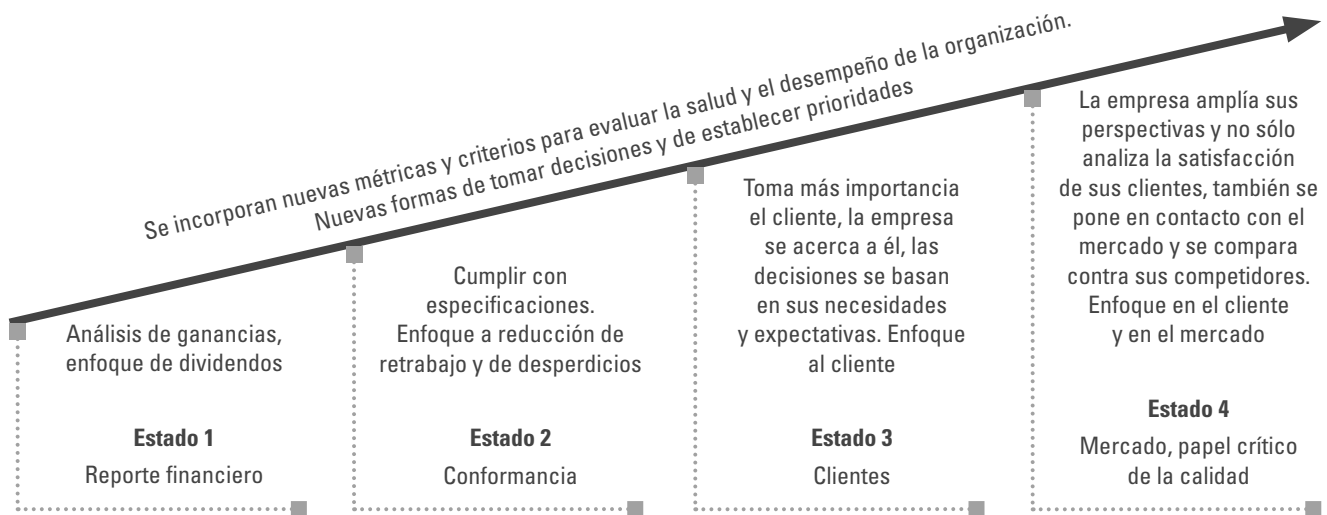 Se incorporan nuevas métricas y criterios para evaluar la salud y el desempeño de la organización.
Nuevas formas de tomar decisiones y de establecer prioridades
Análisis de ganancias,
enfoque de dividendos
Estado 1
Reporte financiero
Cumplir con
especificaciones.
Enfoque a reducción de
retrabajo y de desperdicios
Estado 2
Conformancia
Toma más importancia
el cliente, la empresa
se acerca a él, las
decisiones se basan
en sus necesidades
y expectativas. Enfoque
al cliente
Estado 3
Clientes
La empresa amplía sus
perspectivas y no sólo
analiza la satisfacción
de sus clientes, también se
pone en contacto con el
mercado y se compara
contra sus competidores.
Enfoque en el cliente
y en el mercado
Estado 4
Mercado, papel crítico
de la calidad